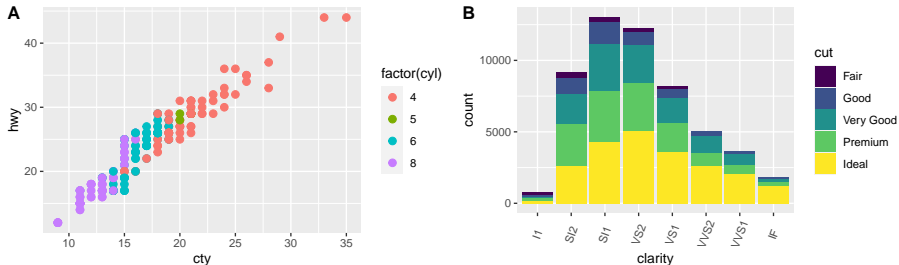 A
hwy
40
30
20
10
15
20
25
30
35
cty
factor(cyl)
4
5
6
8
B
count
10000
5000
0
I1
SI2
SI1
VS2
VS1
VVS2
VVS1
IF
clarity
cut
Fair
Good
Very Good
Premium
Ideal